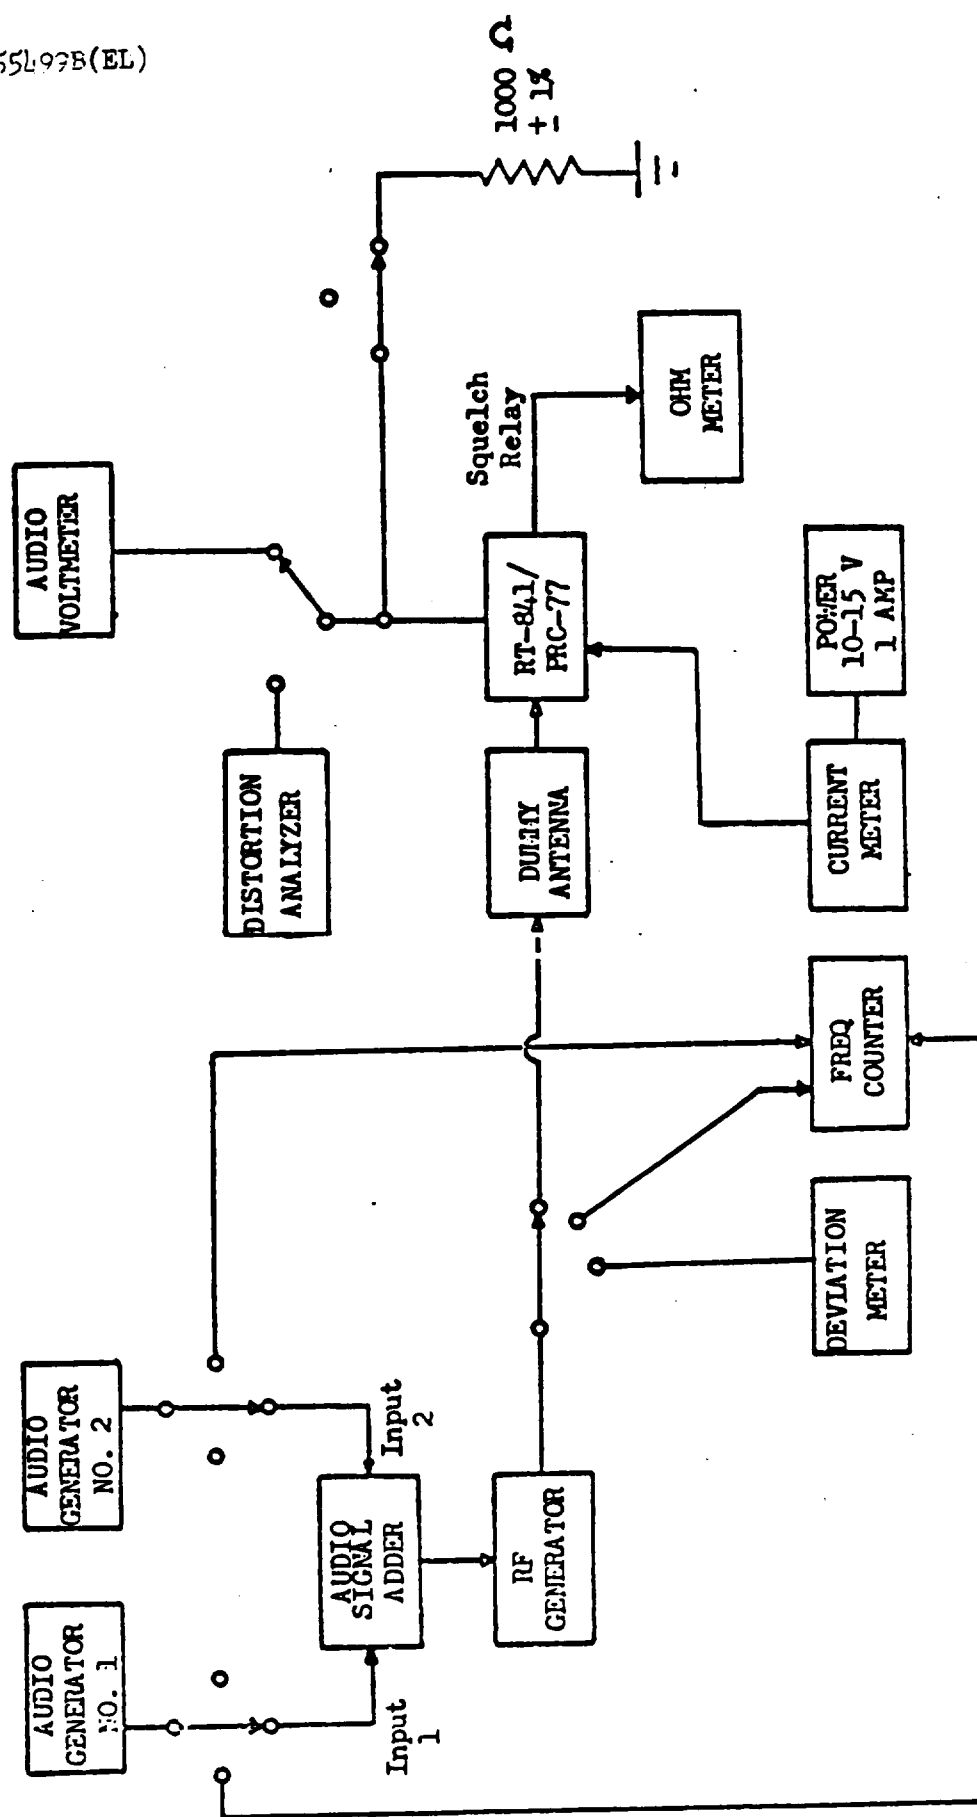 (EL)
1000 Ω
± 1%
AUDIO
VOLTMETER
DISTORTION
ANALYZER
Squelch
Relay
OHM
METER
RT-841/
PRC-77
POWER
10-15 V
1 AMP
DUMMY
ANTENNA
CURRENT
METER
FREQ
COUNTER
DEVIATION
METER
AUDIO
GENERATOR
NO. 2
Input
2
AUDIO
SIGNAL
ADDER
RF
GENERATOR
AUDIO
GENERATOR
NO. 1
Input
1